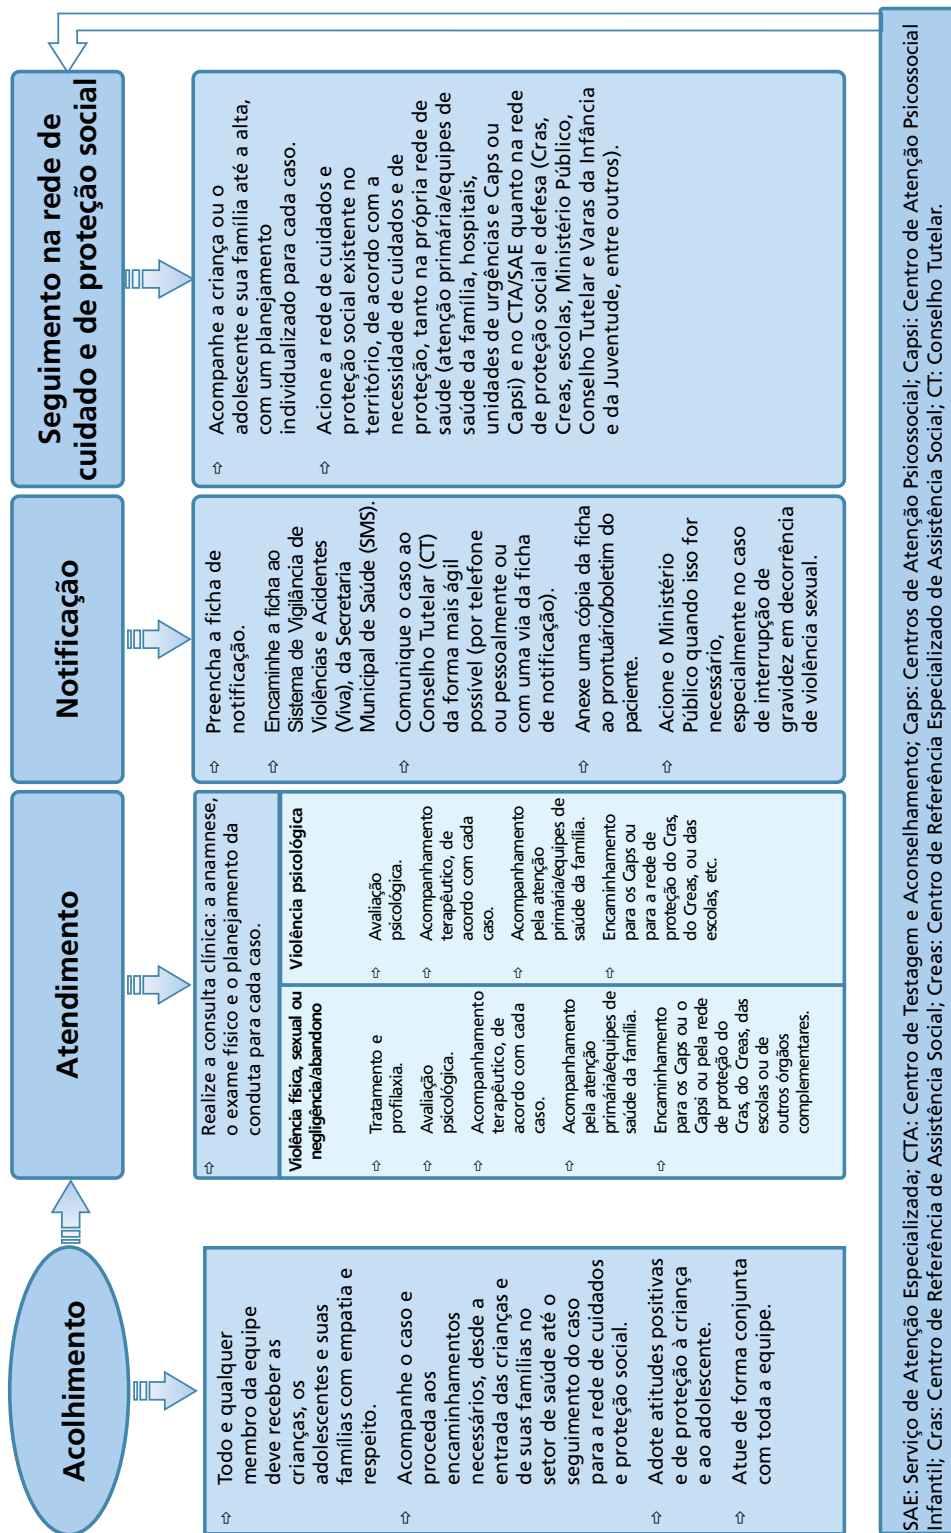 Acolhimento
Todo e qualquer
membro da equipe
deve receber as
crianças, os
adolescentes e suas
famílias com empatia e
respeito.
Acompanhe o caso e
proceda aos
encaminhamentos
necessários, desde a
entrada das crianças e
de suas famílias no
setor de saúde até o
seguimento do caso
para a rede de cuidados
e proteção social.
Adote atitudes positivas
e de proteção à criança
e ao adolescente.
Atue de forma conjunta
com toda a equipe.
Atendimento
Realize a consulta clínica: a anamnese,
o exame físico e o planejamento da
conduta para cada caso.
Violência física, sexual ou
negligência/abandono
Tratamento e
profilaxia.
Avaliação
psicológica.
Acompanhamento
terapêutico, de
acordo com cada
caso.
Acompanhamento
pela atenção
primária/equipes de
saúde da família.
Encaminhamento
para os Caps ou o
Capsi ou pela rede
de proteção do
Cras, do Creas, das
escolas ou de
outros órgãos
complementares.
Violência psicológica
Avaliação
psicológica.
Acompanhamento
terapêutico, de
acordo com cada
caso.
Acompanhamento
pela atenção
primária/equipes de
saúde da família.
Encaminhamento
para os Caps ou
para a rede de
proteção do Cras,
do Creas, ou das
escolas, etc.
Notificação
Preencha a ficha de
notificação.
Encaminhe a ficha ao
Sistema de Vigilância de
Violências e Acidentes
(Viva), da Secretaria
Municipal de Saúde (SMS).
Comunique o caso ao
Conselho Tutelar (CT)
da forma mais ágil
possível (por telefone
ou pessoalmente ou
com uma via da ficha
de notificação).
Anexe uma cópia da ficha
ao prontuário/boletim do
paciente.
Acione o Ministério
Público quando isso for
necessário,
especialmente no caso
de interrupção de
gravidez em decorrência
de violência sexual.
Seguimento na rede de
cuidado e de proteção social
Acompanhe a criança ou o
adolescente e sua família até a alta,
com um planejamento
individualizado para cada caso.
Acione a rede de cuidados e
proteção social existente no
território, de acordo com a
necessidade de cuidados e de
proteção, tanto na própria rede de
saúde (atenção primária/equipes de
saúde da família, hospitais,
unidades de urgências e Caps ou
Capsi) e no CTA/SAE quanto na rede
de proteção social e defesa (Cras,
Creas, escolas, Ministério Público,
Conselho Tutelar e Varas da Infância
e da Juventude, entre outros).
SAE: Serviço de Atenção Especializada; CTA: Centro de Testagem e Aconselhamento; Caps: Centros de Atenção Psicossocial; Capsi: Centro de Atenção Psicossocial
Infantil; Cras: Centro de Referência de Assistência Social; Creas: Centro de Referência Especializado de Assistência Social; CT: Conselho Tutelar.